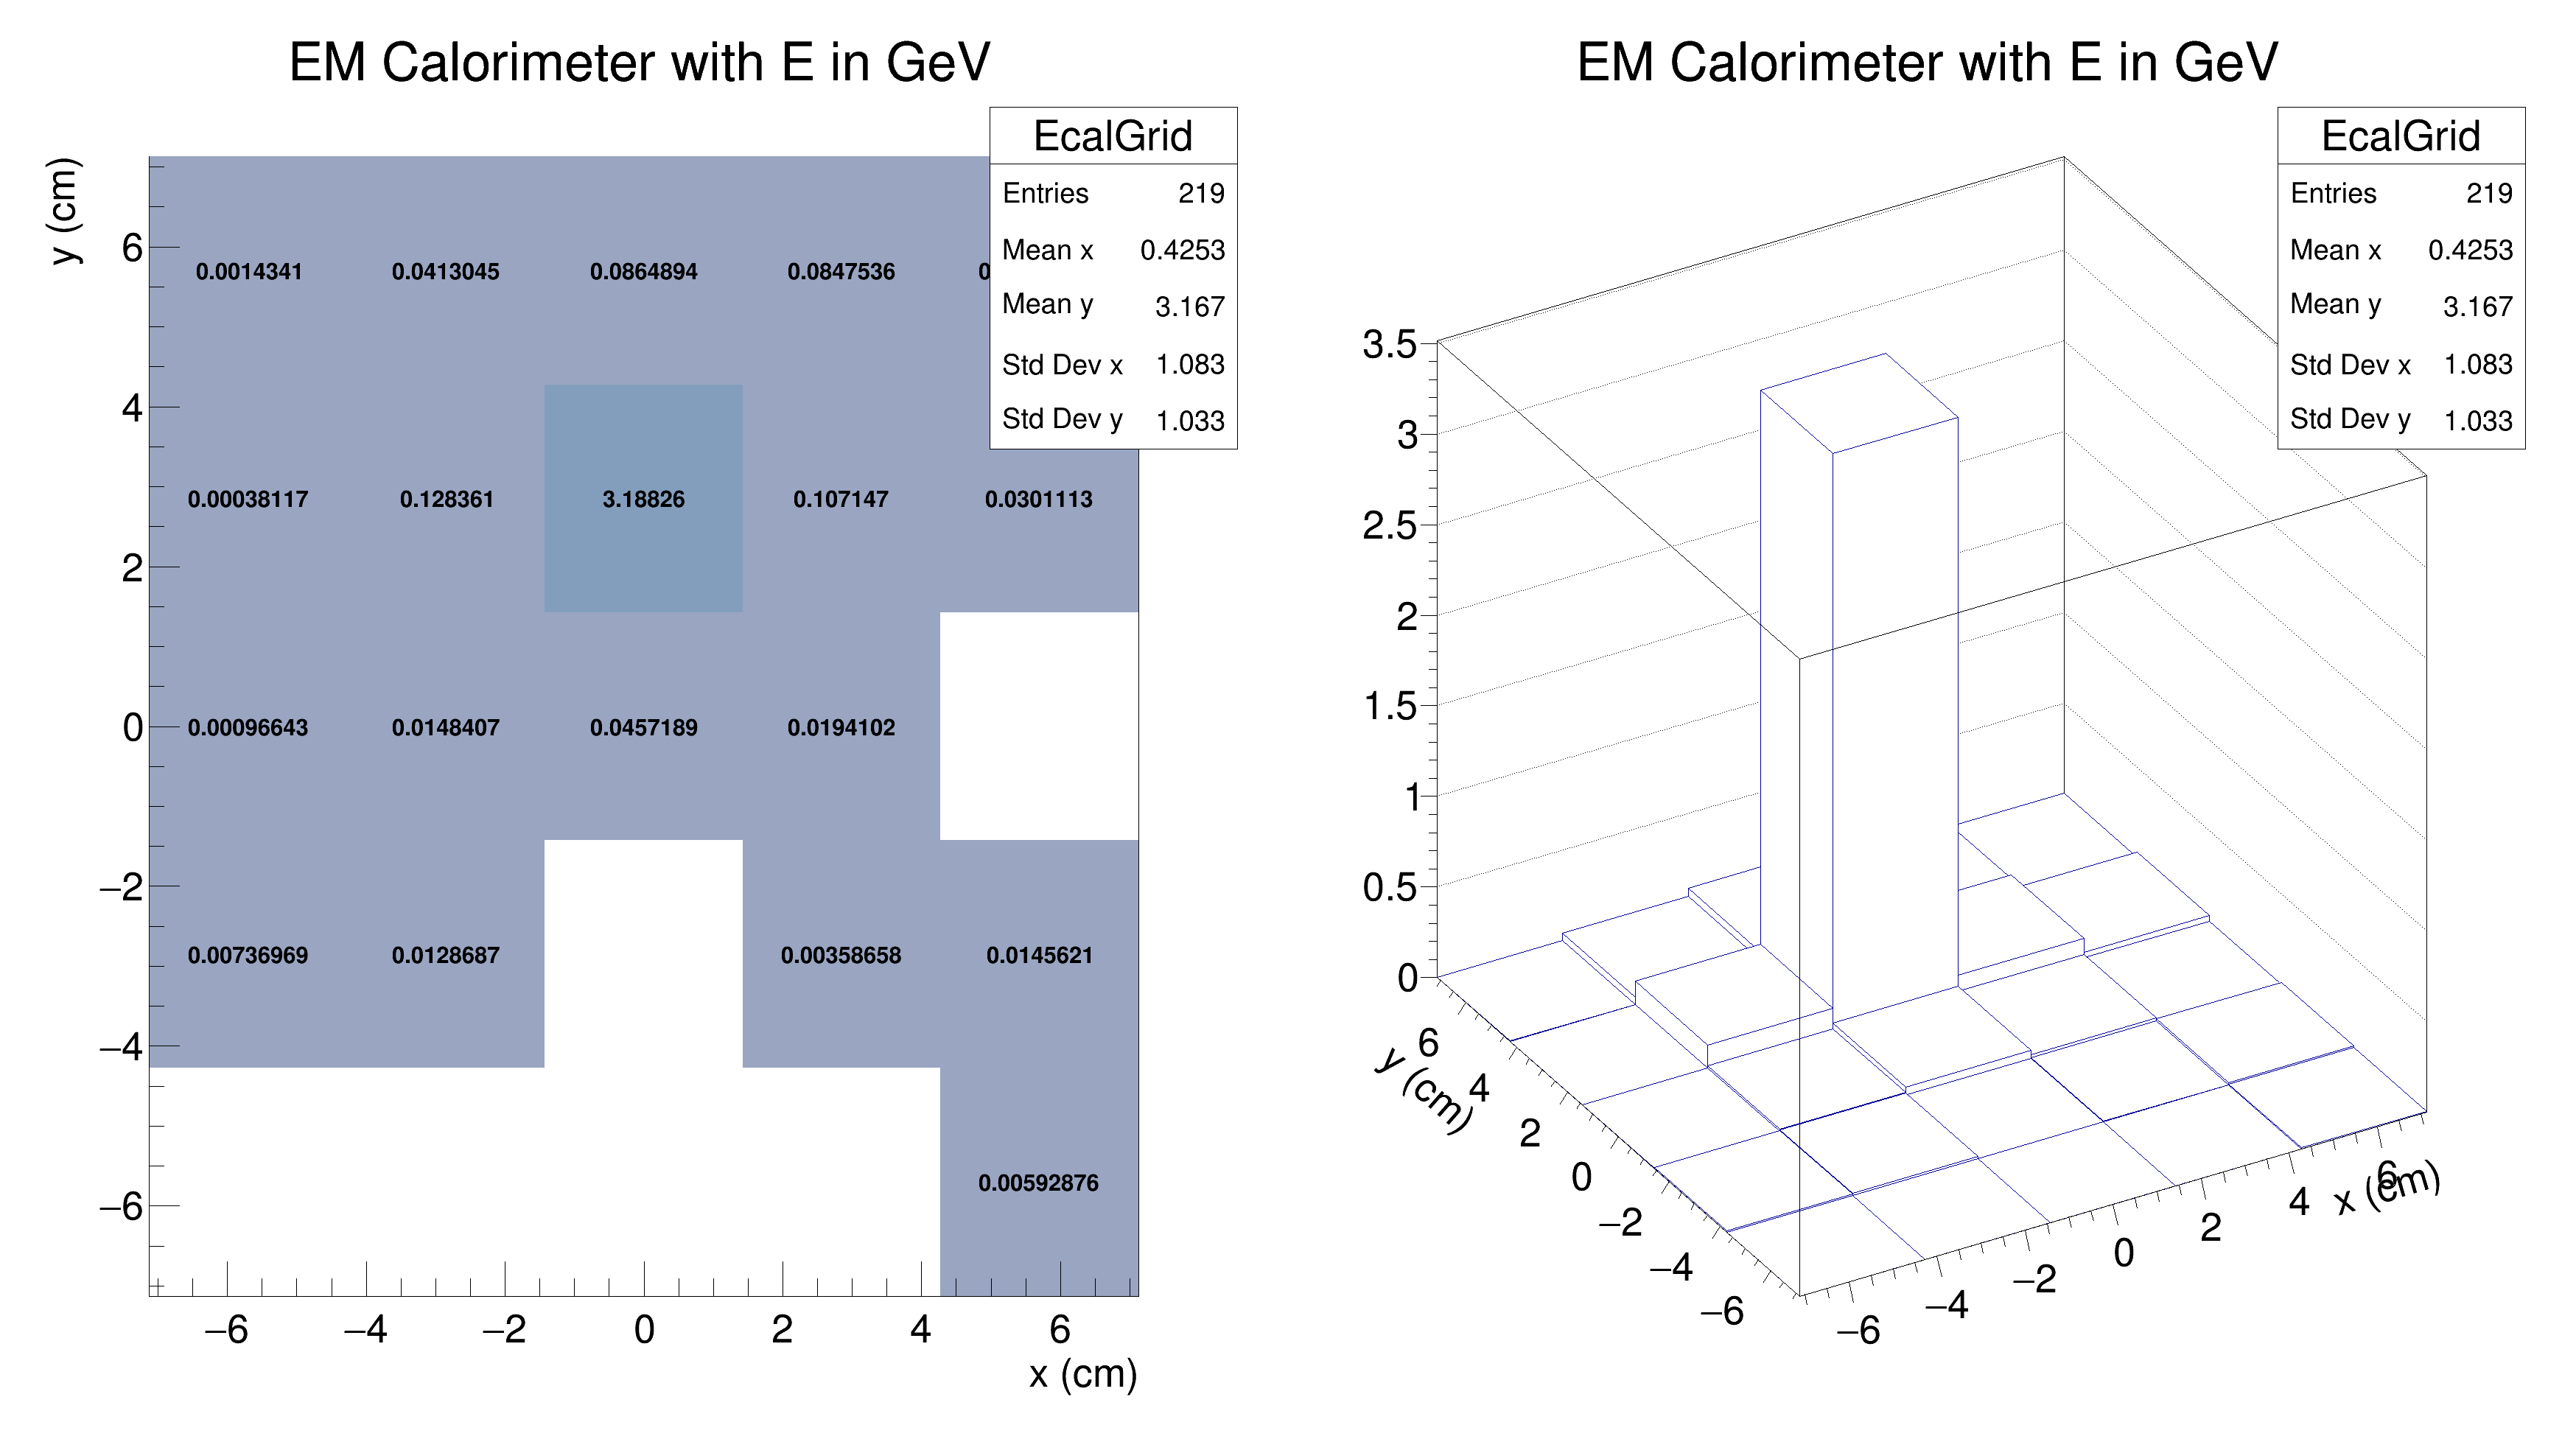 EM Calorimeter with E in GeV
EcalGrid
Entries 219
Mean x 0.4253
Mean y 3.167
Std Dev x 1.083
Std Dev y 1.033
y (cm)
6
4
2
0
−2
−4
−6
0.0014341 0.0413045 0.0864894 0.0847536 0
0.00038117 0.128361 3.18826 0.107147 0.0301113
0.00096643 0.0148407 0.0457189 0.0194102
0.00736969 0.0128687 0.00358658 0.0145621
0.00592876
−6 −4 −2 0 2 4 6
x (cm)
EM Calorimeter with E in GeV
EcalGrid
Entries 219
Mean x 0.4253
Mean y 3.167
Std Dev x 1.083
Std Dev y 1.033
3.5
3
2.5
2
1.5
1
0.5
0
6
4
2
0
−2
−4
−6
y (cm)
−6
−4
−2
0
2
4
6
x (cm)